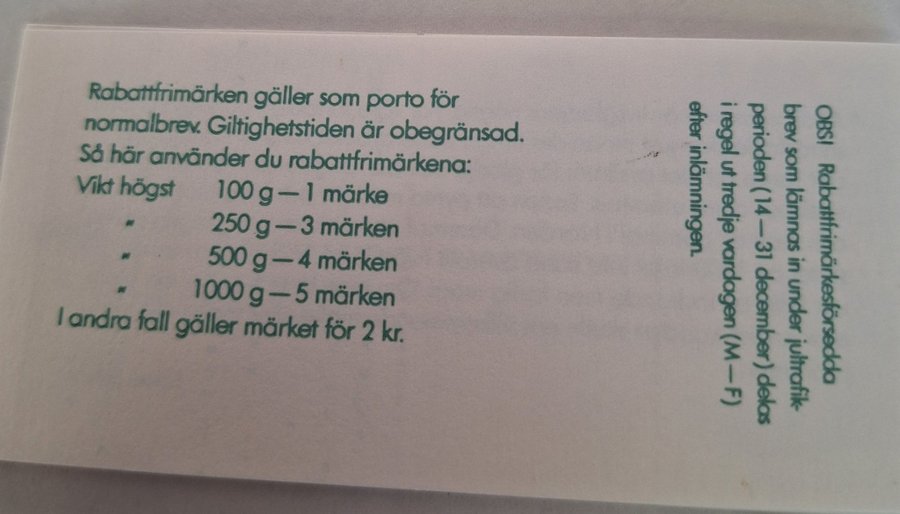 Rabattfrimärken gäller som porto för
normalbrev. Giltighetstiden är obegränsad.
Så här använder du rabattfrimärkena:
Vikt högst 100 g — 1 märke
" 250 g — 3 märken
" 500 g — 4 märken
" 1000 g — 5 märken
I andra fall gäller märket för 2 kr.
OBS! Rabattfrimärkesförsedda
brev som lämnas in under jultrafik-
perioden (14 — 31 december) delas
i regel ut tredje vardagen (M — F)
efter inlämningen.